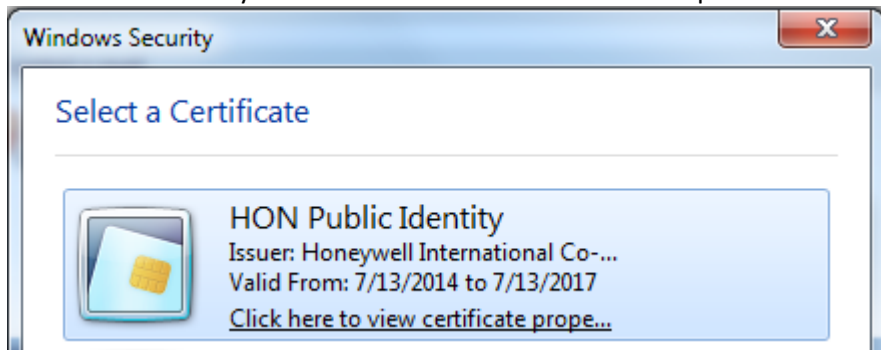 Windows Security
Select a Certificate
HON Public Identity
Issuer: Honeywell International Co-...
Valid From: 7/13/2014 to 7/13/2017
Click here to view certificate prope...